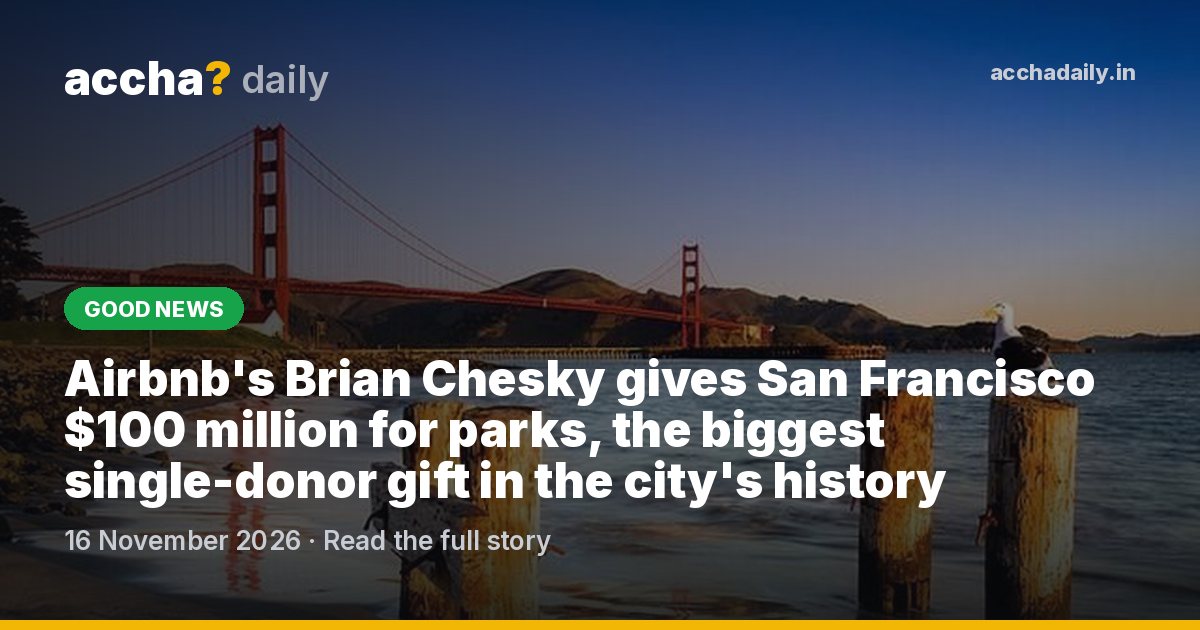 accha? daily
acchadaily.in
GOOD NEWS
Airbnb's Brian Chesky gives San Francisco
$100 million for parks, the biggest
single-donor gift in the city's history
16 November 2026 · Read the full story